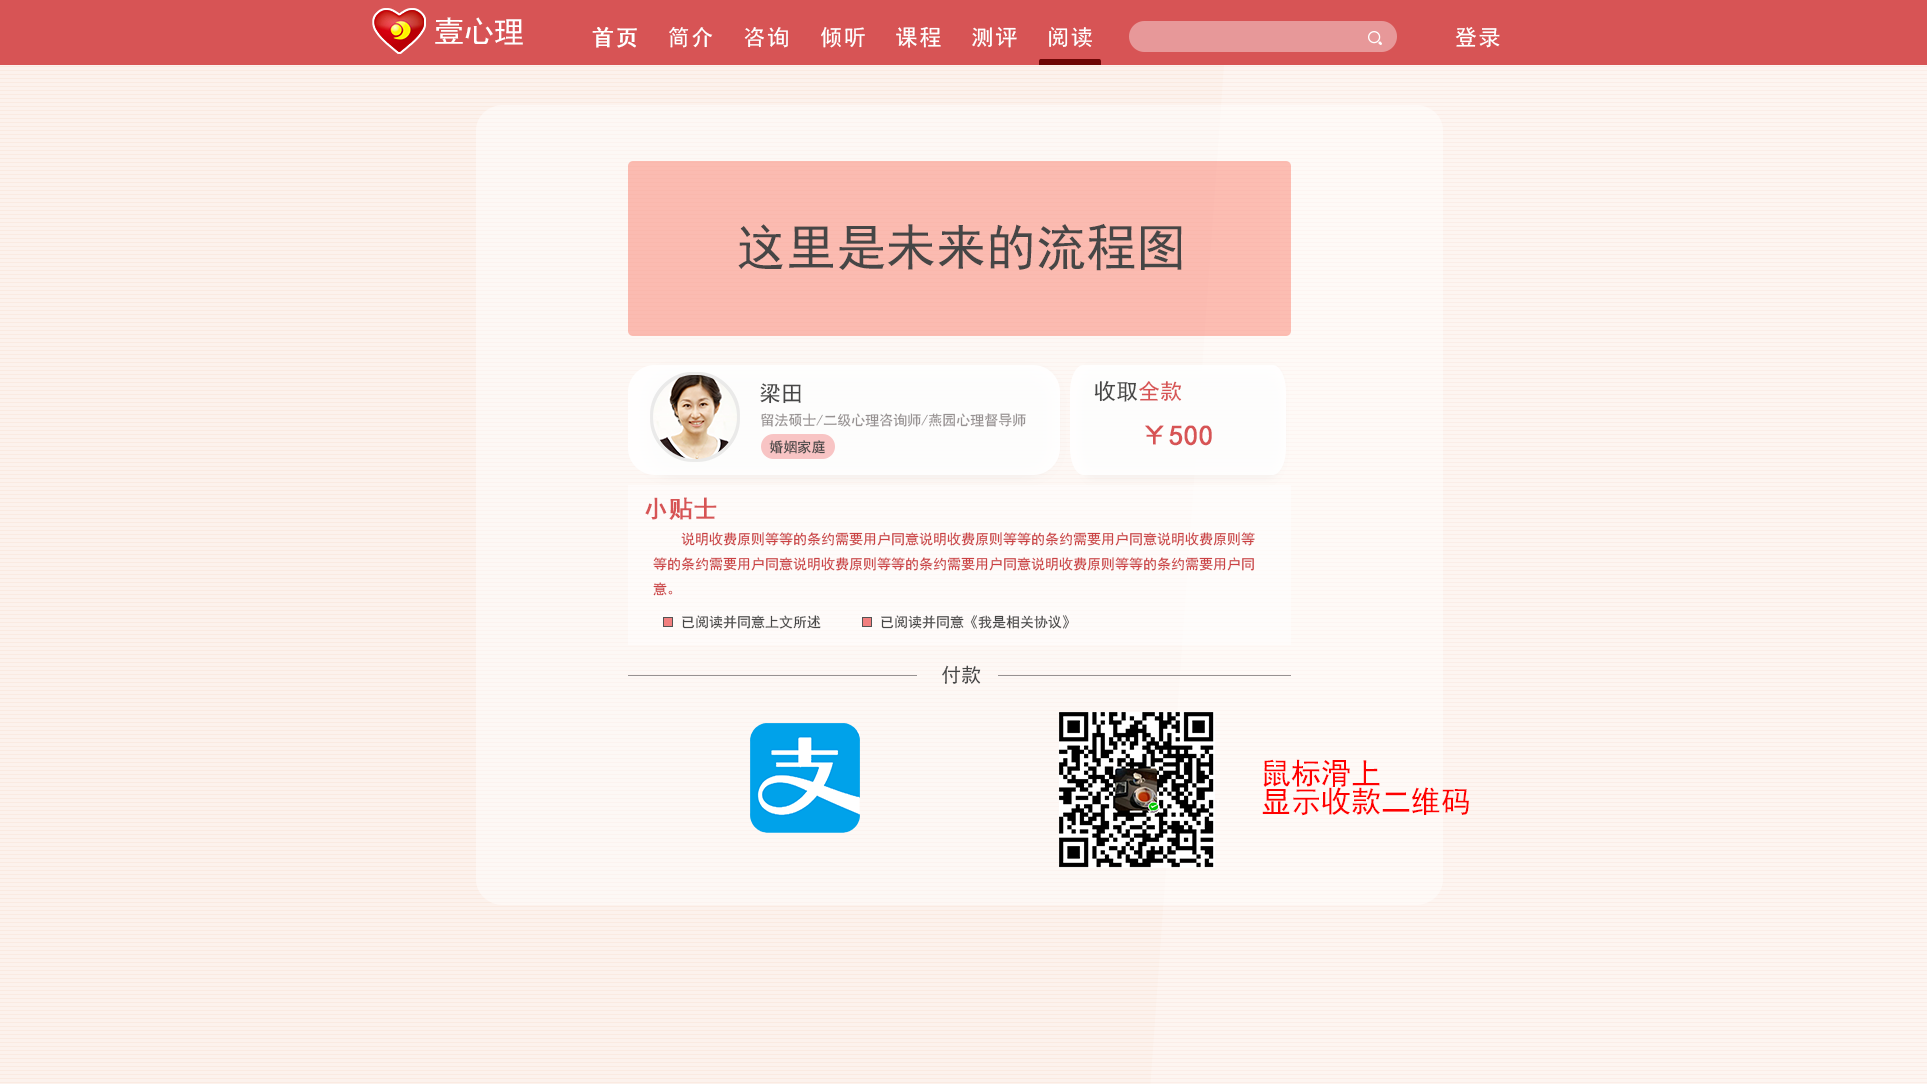 壹心理
首页 简介 咨询 倾听 课程 测评 阅读
登录
这里是未来的流程图
梁田
留法硕士/二级心理咨询师/燕园心理督导师
婚姻家庭
收取全款
￥500
小贴士
说明收费原则等等的条约需要用户同意说明收费原则等等的条约需要用户同意说明收费原则等
等的条约需要用户同意说明收费原则等等的条约需要用户同意说明收费原则等等的条约需要用户同
意。
已阅读并同意上文所述 已阅读并同意《我是相关协议》
付款
支
鼠标滑上
显示收款二维码